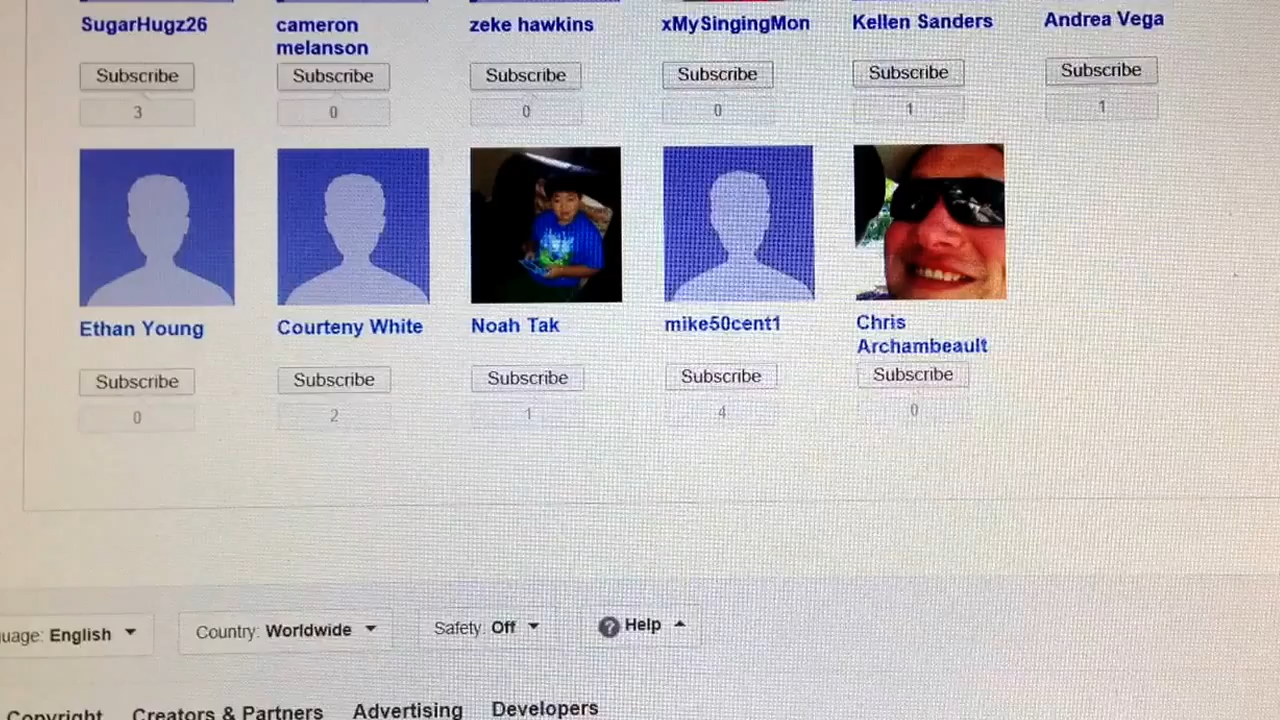 SugarHugz26 cameron melanson zeke hawkins xMySingingMon Kellen Sanders Andrea Vega
Subscribe Subscribe Subscribe Subscribe Subscribe Subscribe
3 0 0 0 1 1
Ethan Young Courteny White Noah Tak mike50cent1 Chris Archambeault
Subscribe Subscribe Subscribe Subscribe Subscribe
0 2 1 4 0
uage: English Country: Worldwide Safety: Off Help
Copyright Creators & Partners Advertising Developers